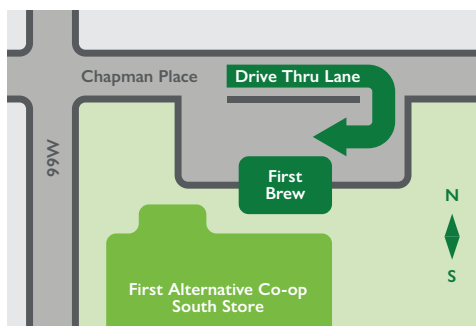 Chapman Place
Drive Thru Lane
99W
First
Brew
N
S
First Alternative Co-op
South Store